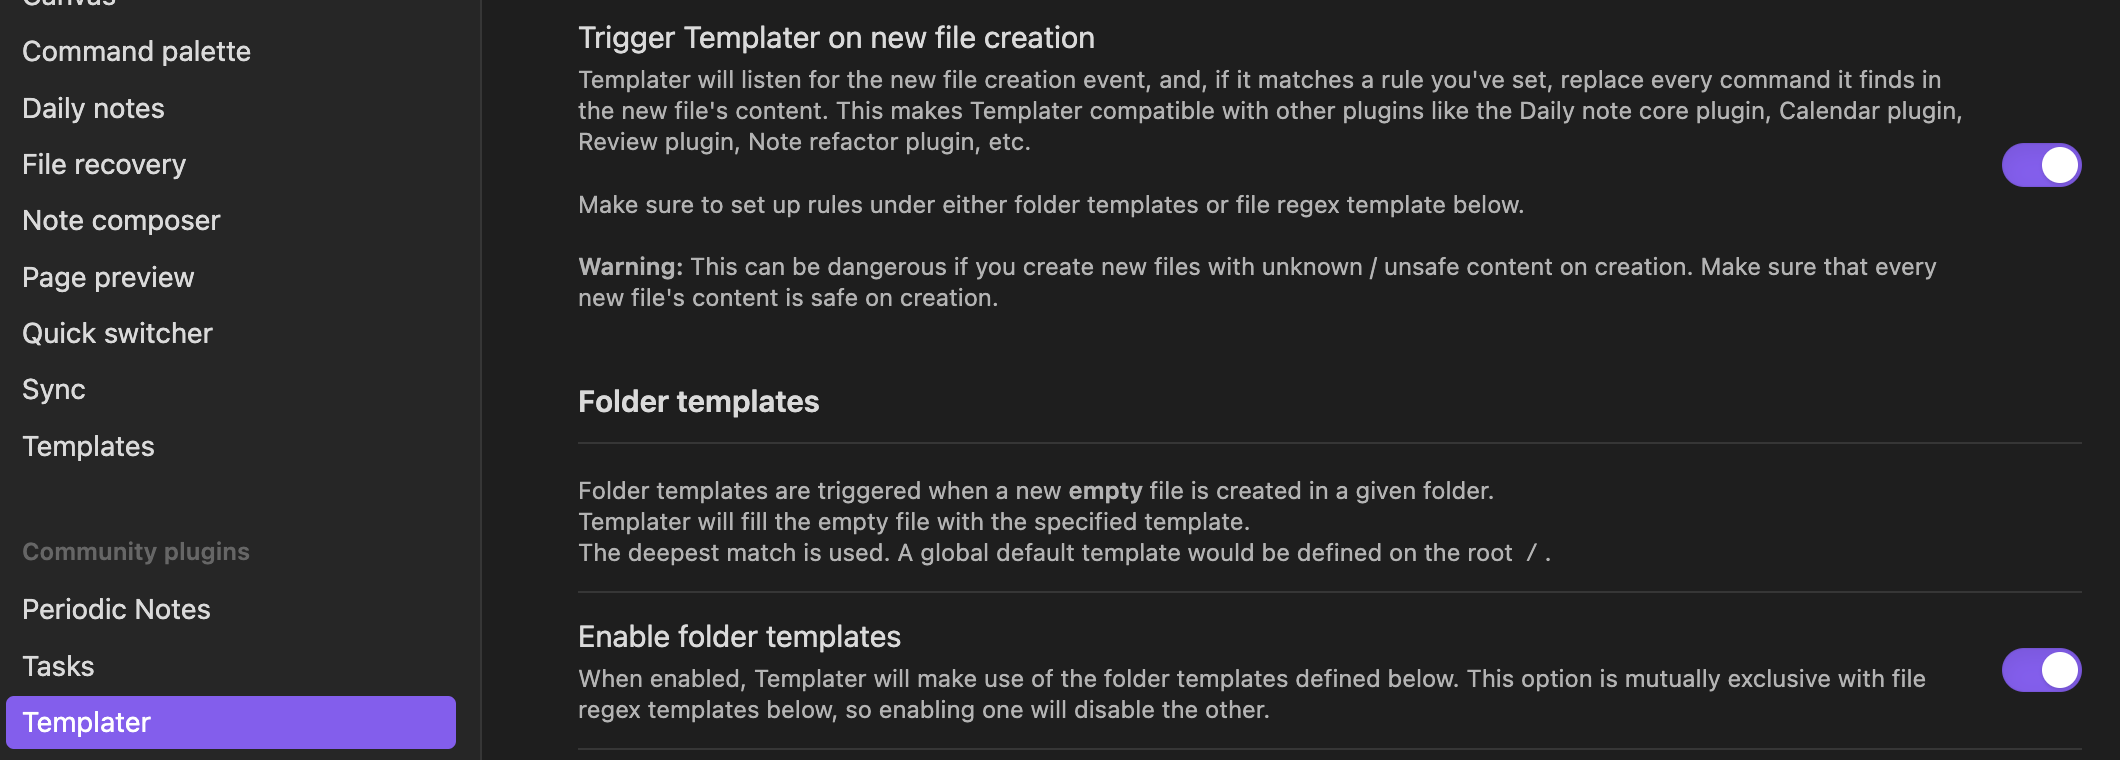 Canvas
Command palette
Daily notes
File recovery
Note composer
Page preview
Quick switcher
Sync
Templates
Community plugins
Periodic Notes
Tasks
Templater
Trigger Templater on new file creation
Templater will listen for the new file creation event, and, if it matches a rule you've set, replace every command it finds in
the new file's content. This makes Templater compatible with other plugins like the Daily note core plugin, Calendar plugin,
Review plugin, Note refactor plugin, etc.
Make sure to set up rules under either folder templates or file regex template below.
Warning: This can be dangerous if you create new files with unknown / unsafe content on creation. Make sure that every
new file's content is safe on creation.
Folder templates
Folder templates are triggered when a new empty file is created in a given folder.
Templater will fill the empty file with the specified template.
The deepest match is used. A global default template would be defined on the root / .
Enable folder templates
When enabled, Templater will make use of the folder templates defined below. This option is mutually exclusive with file
regex templates below, so enabling one will disable the other.